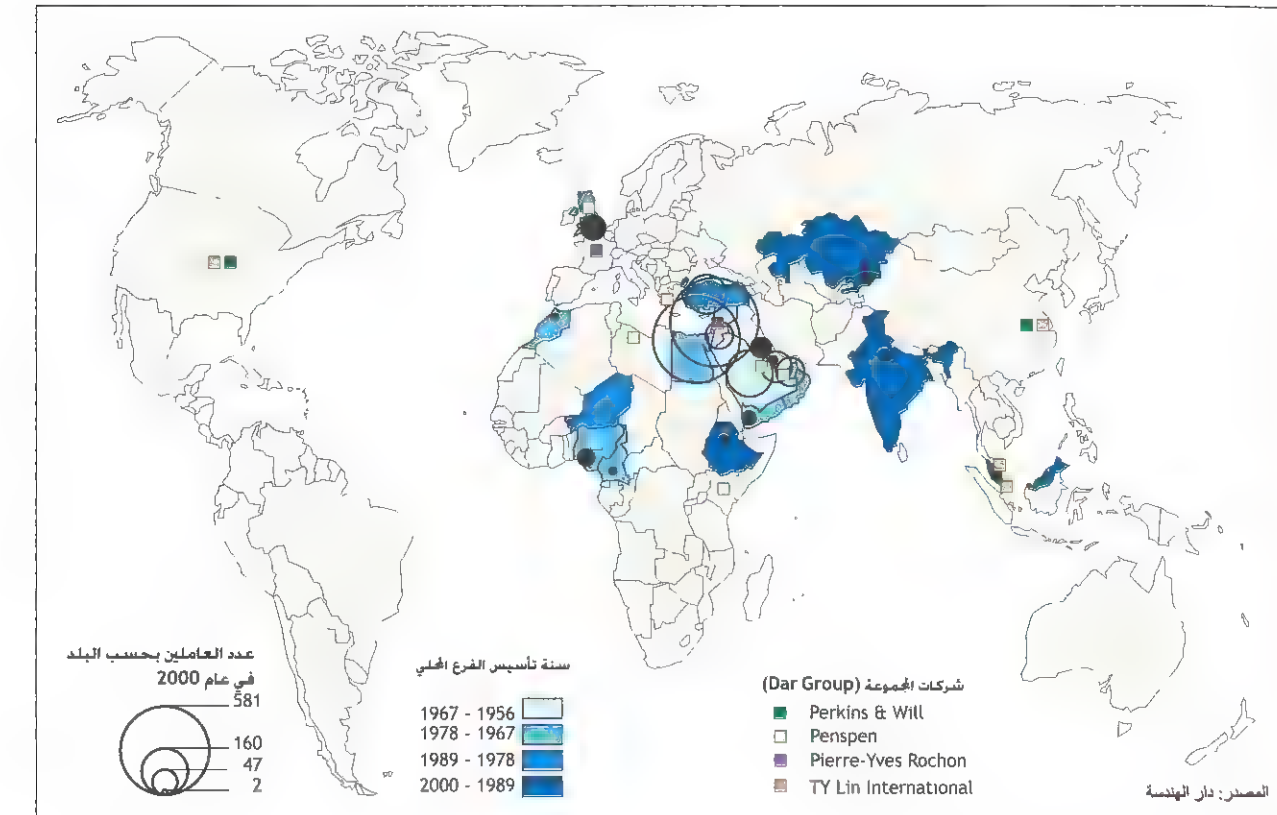 عدد العاملين بحسب البلد
في عام 2000
581
160
47
2
سنة تأسيس الفرع المحلي
1967 - 1956
1978 - 1967
1989 - 1978
2000 - 1989
شركات المجموعة (Dar Group)
Perkins & Will
Penspen
Pierre-Yves Rochon
TY Lin International
المصدر: دار الهندسة